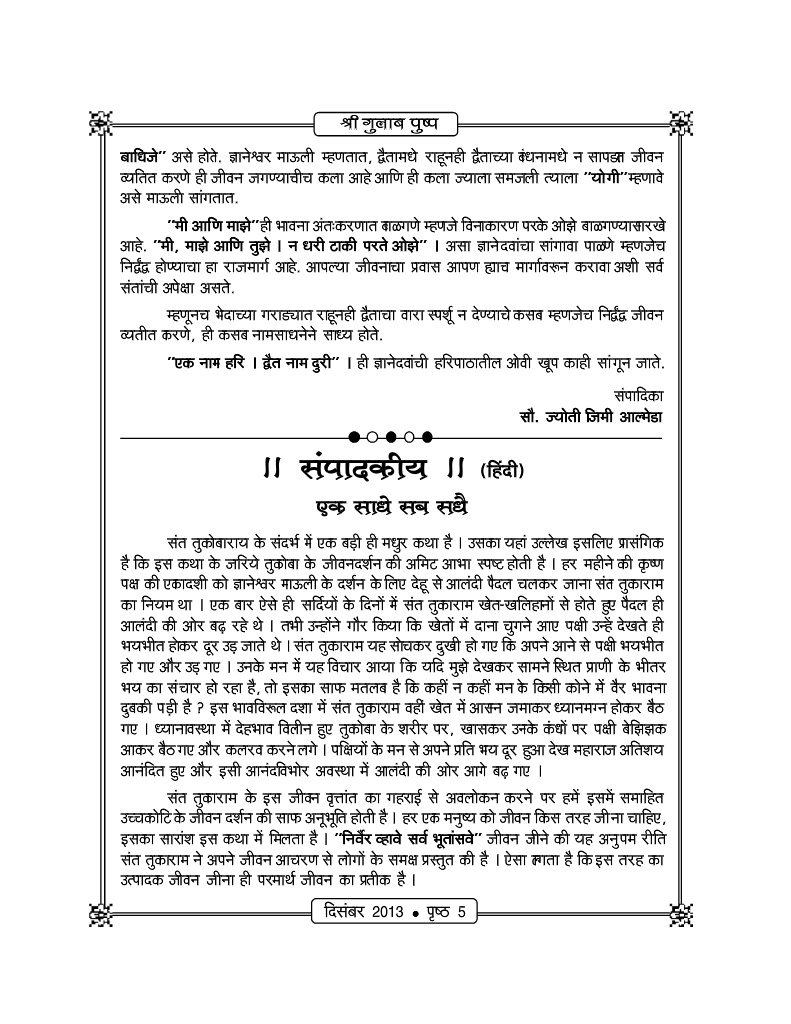 श्री गुलाब पुष्प
बाधिजे” असे होते. ज्ञानेश्वर माऊली म्हणतात, द्वैतामधे राहूनही द्वैताच्या बंधनामधे न सापडता जीवन
व्यतित करणे ही जीवन जगण्याचीच कला आहे आणि ही कला ज्याला समजली त्याला “योगी” म्हणावे
असे माऊली सांगतात.
“मी आणि माझे” ही भावना अंतःकरणात बाळगणे म्हणजे विनाकारण परके ओझे बाळगण्यासारखे
आहे. “मी, माझे आणि तुझे । न धरी टाकी परते ओझे” । असा ज्ञानेदवांचा सांगावा पाळणे म्हणजेच
निर्द्वंद्व होण्याचा हा राजमार्ग आहे. आपल्या जीवनाचा प्रवास आपण ह्याच मार्गावरून करावा अशी सर्व
संतांची अपेक्षा असते.
म्हणूनच भेदाच्या गराड्यात राहूनही द्वैताचा वारा स्पर्शू न देण्याचे कसब म्हणजेच निर्द्वंद्व जीवन
व्यतीत करणे, ही कसब नामसाधनेने साध्य होते.
“एक नाम हरि । द्वैत नाम दुरी” । ही ज्ञानेदवांची हरिपाठातील ओवी खूप काही सांगून जाते.
संपादिका
सौ. ज्योती जिमी आल्मेडा
।। संपादकीय ।। (हिंदी)
एक साधे सब सधै
संत तुकोबाराय के संदर्भ में एक बड़ी ही मधुर कथा है । उसका यहां उल्लेख इसलिए प्रासंगिक
है कि इस कथा के जरिये तुकोबा के जीवनदर्शन की अमिट आभा स्पष्ट होती है । हर महीने की कृष्ण
पक्ष की एकादशी को ज्ञानेश्वर माऊली के दर्शन के लिए देहू से आलंदी पैदल चलकर जाना संत तुकाराम
का नियम था । एक बार ऐसे ही सर्दियों के दिनों में संत तुकाराम खेत-खलिहानों से होते हुए पैदल ही
आलंदी की ओर बढ़ रहे थे । तभी उन्होंने गौर किया कि खेतों में दाना चुगने आए पक्षी उन्हें देखते ही
भयभीत होकर दूर उड़ जाते थे । संत तुकाराम यह सोचकर दुखी हो गए कि अपने आने से पक्षी भयभीत
हो गए और उड़ गए । उनके मन में यह विचार आया कि यदि मुझे देखकर सामने स्थित प्राणी के भीतर
भय का संचार हो रहा है, तो इसका साफ मतलब है कि कहीं न कहीं मन के किसी कोने में वैर भावना
दुबकी पड़ी है ? इस भावविरूल दशा में संत तुकाराम वहीं खेत में आसन जमाकर ध्यानमग्न होकर बैठ
गए । ध्यानावस्था में देहभाव विलीन हुए तुकोबा के शरीर पर, खासकर उनके कंधों पर पक्षी बेझिझक
आकर बैठ गए और कलरव करने लगे । पक्षियों के मन से अपने प्रति भय दूर हुआ देख महाराज अतिशय
आनंदित हुए और इसी आनंदविभोर अवस्था में आलंदी की ओर आगे बढ़ गए ।
संत तुकाराम के इस जीवन वृत्तांत का गहराई से अवलोकन करने पर हमें इसमें समाहित
उच्चकोटि के जीवन दर्शन की साफ अनूभूति होती है । हर एक मनुष्य को जीवन किस तरह जीना चाहिए,
इसका सारांश इस कथा में मिलता है । “निर्वैर व्हावे सर्व भूतांसवे” जीवन जीने की यह अनुपम रीति
संत तुकाराम ने अपने जीवन आचरण से लोगों के समक्ष प्रस्तुत की है । ऐसा लगता है कि इस तरह का
उत्पादक जीवन जीना ही परमार्थ जीवन का प्रतीक है ।
दिसंबर 2013 ● पृष्ठ 5